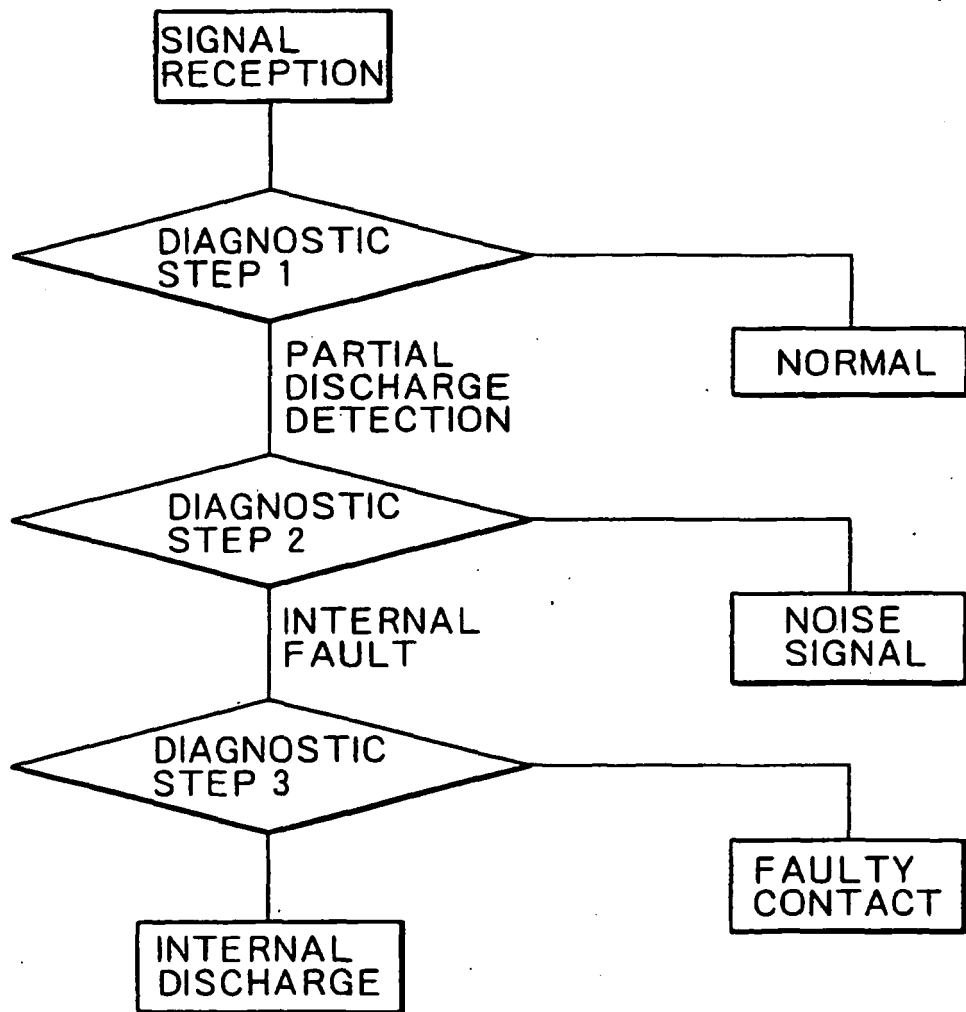 SIGNAL
RECEPTION
DIAGNOSTIC
STEP 1
PARTIAL
DISCHARGE
DETECTION
NORMAL
DIAGNOSTIC
STEP 2
INTERNAL
FAULT
NOISE
SIGNAL
DIAGNOSTIC
STEP 3
FAULTY
CONTACT
INTERNAL
DISCHARGE